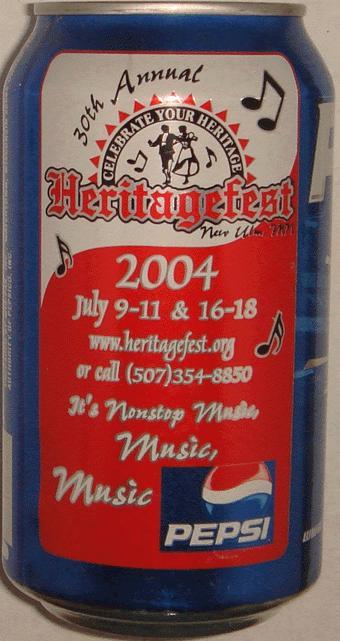 30th Annual
CELEBRATE YOUR HERITAGE
Heritagefest
New Ulm MN
2004
July 9-11 & 16-18
www.heritagefest.org
or call (507)354-8850
It's Nonstop Music,
Music,
Music
PEPSI